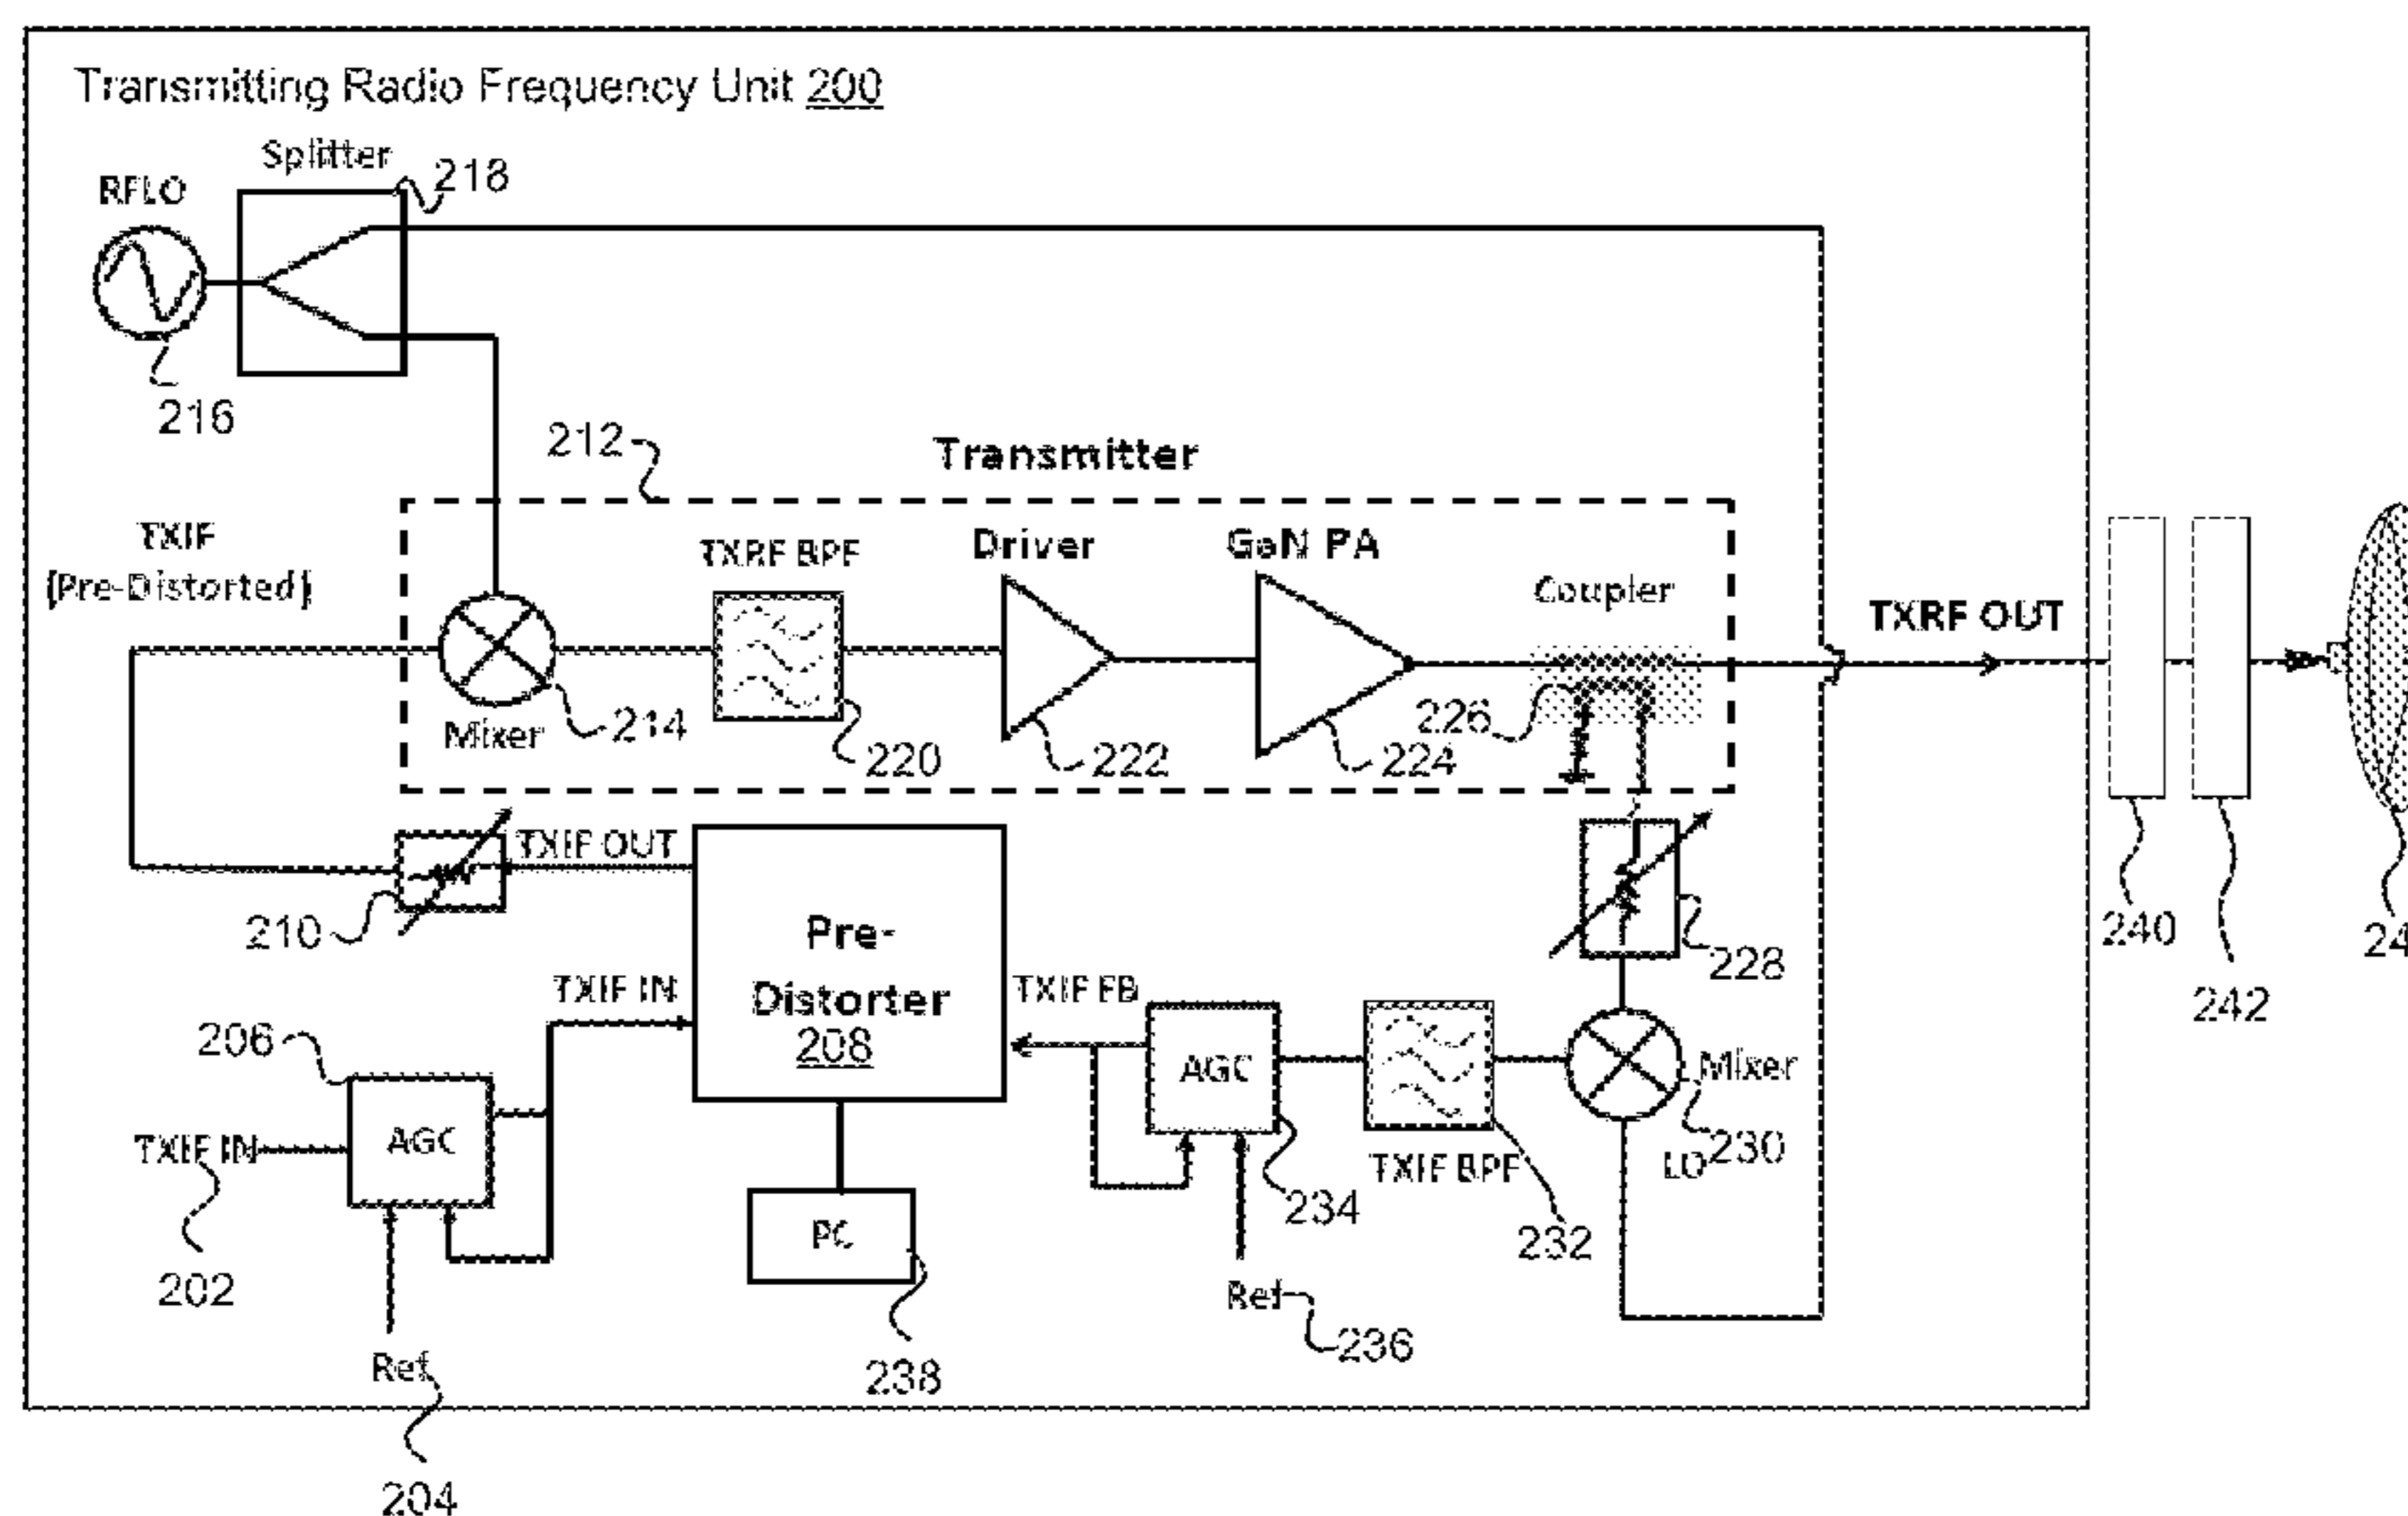 Transmitting Radio Frequency Unit 200
Splitter
218
RFLO
216
212
Transmitter
TXIF
(Pre-Distorted)
TXRF BPF
Driver
GaN PA
Coupler
TXRF OUT
Mixer
214
220
222
224
226
210
TXIF OUT
Pre-
Distorter
208
228
240
242
TXIF IN
TXIF FB
206
AGC
AGC
Mixer
230
LO
TXIF IN
202
PC
234
TXIF BPF
232
Ref
236
Ref
238
204